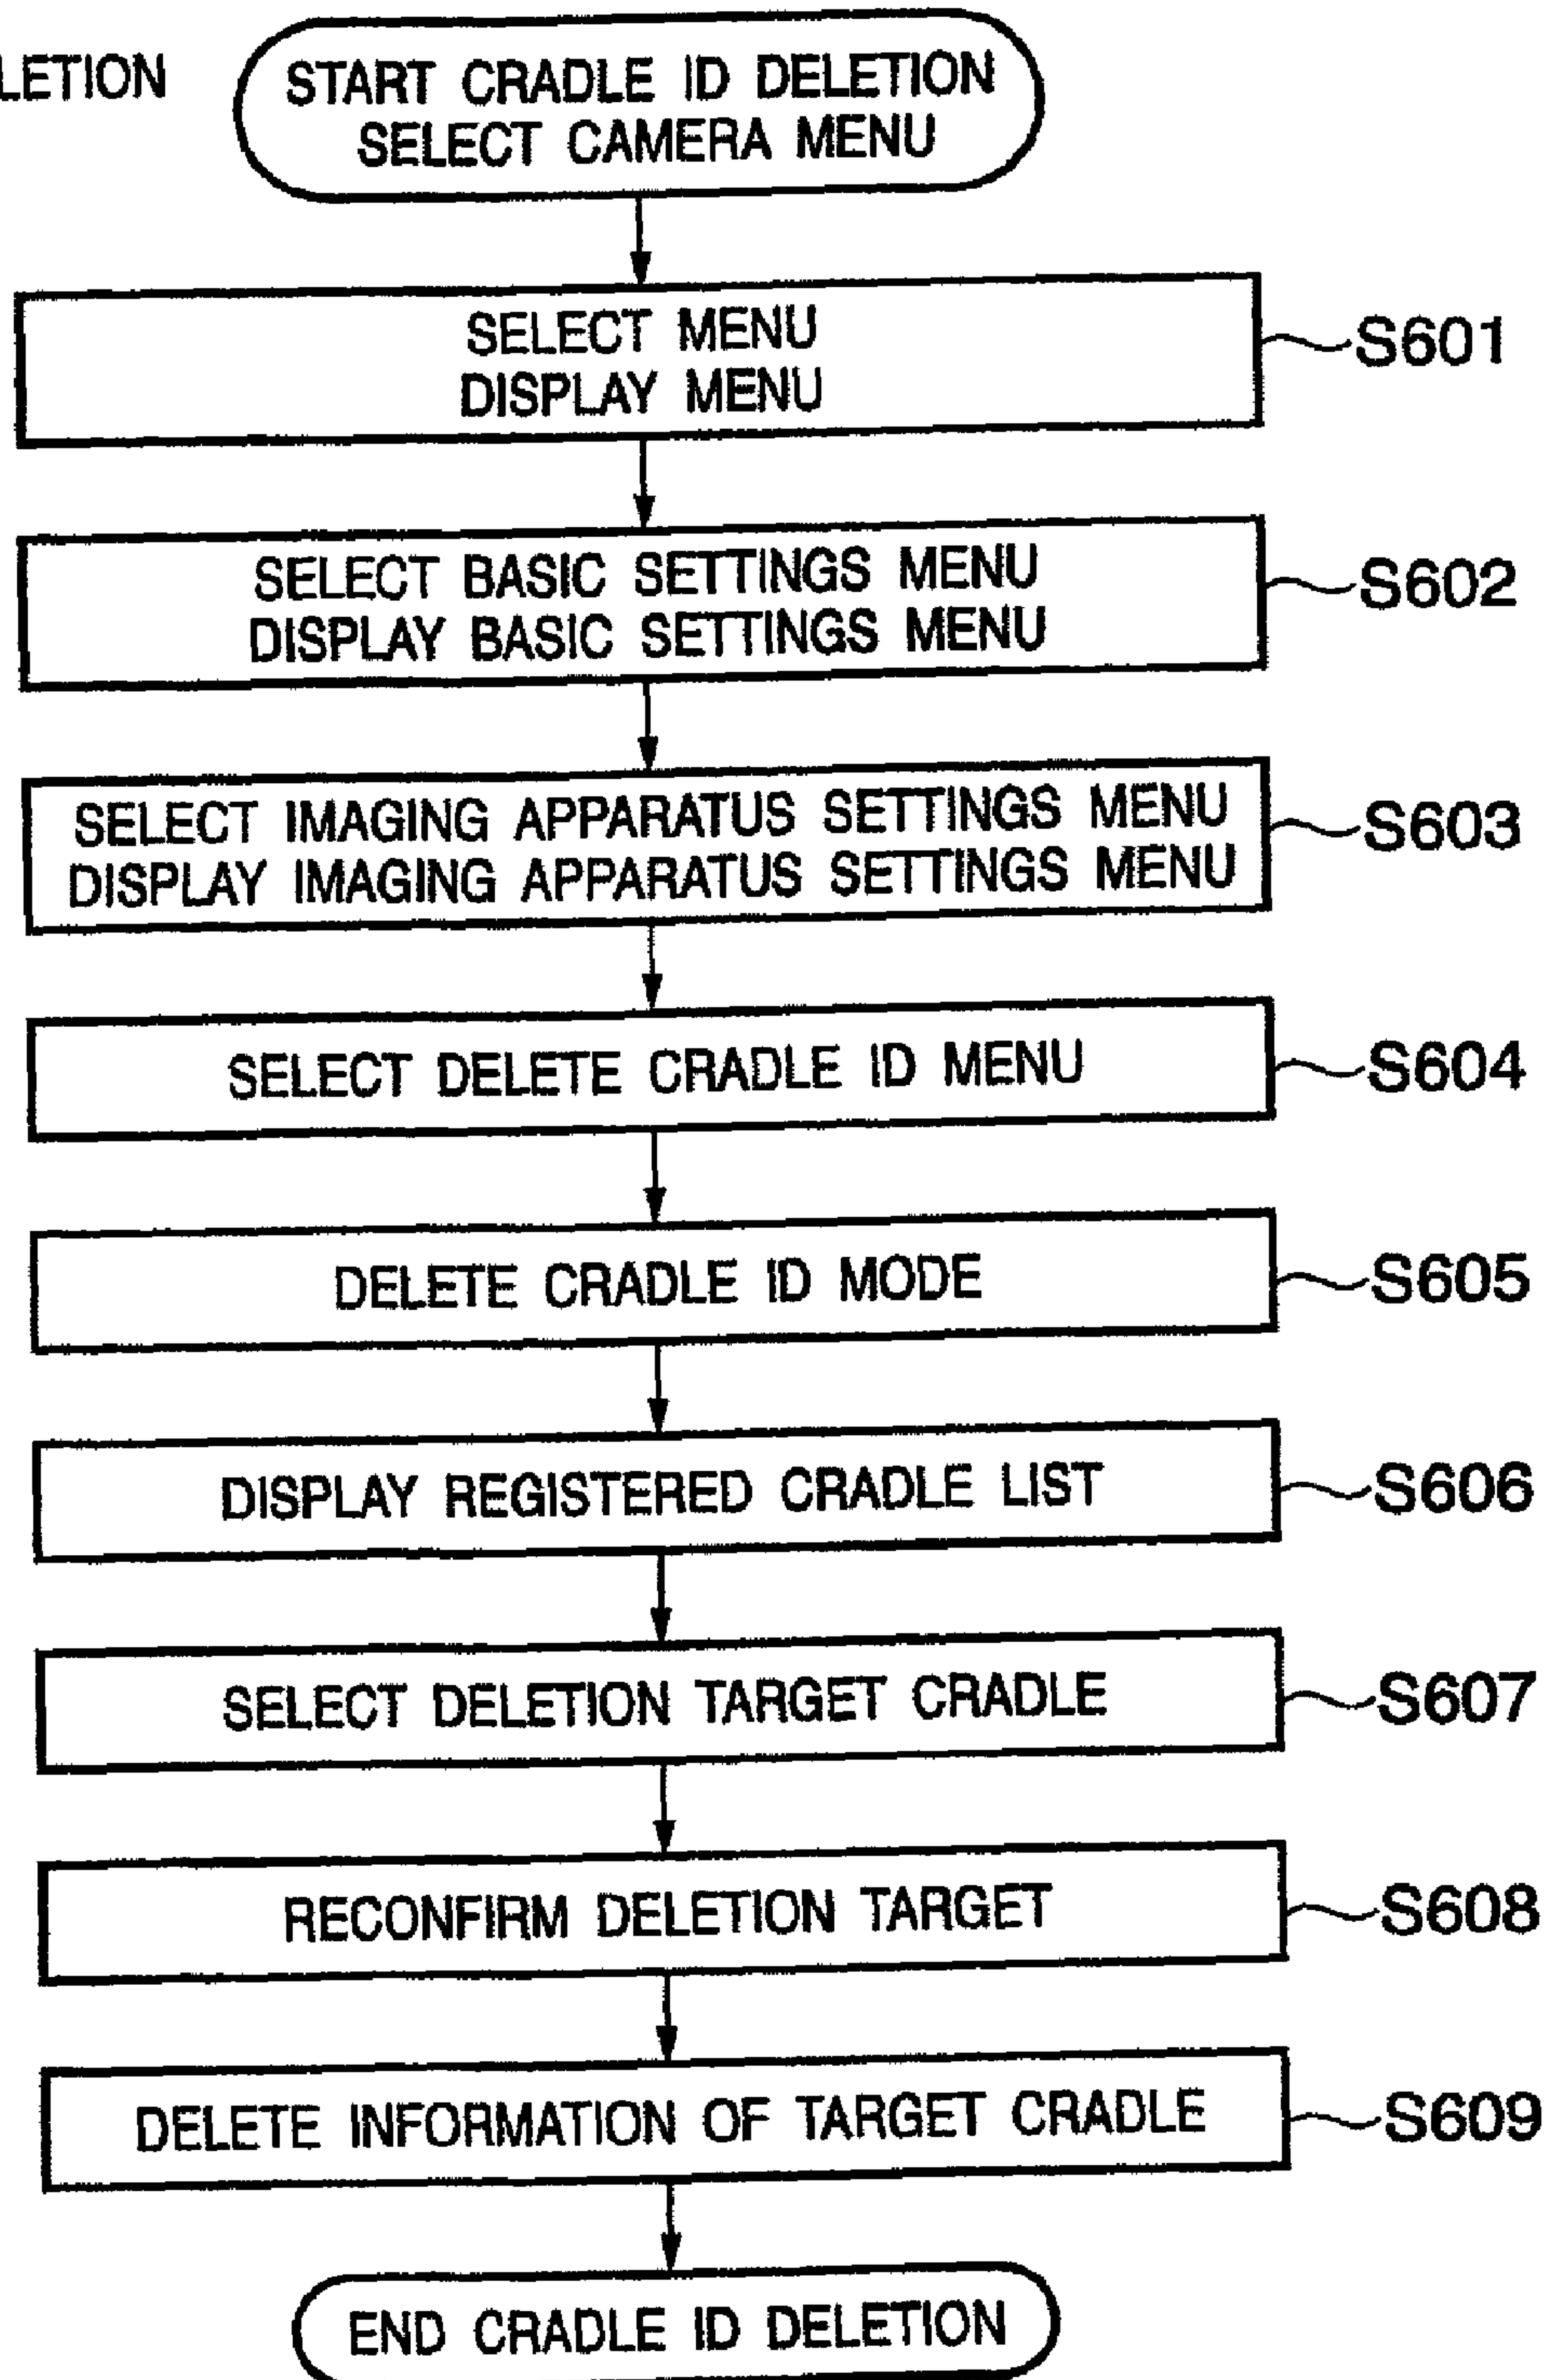 LETION
START CRADLE ID DELETION
SELECT CAMERA MENU
SELECT MENU
DISPLAY MENU
S601
SELECT BASIC SETTINGS MENU
DISPLAY BASIC SETTINGS MENU
S602
SELECT IMAGING APPARATUS SETTINGS MENU
DISPLAY IMAGING APPARATUS SETTINGS MENU
S603
SELECT DELETE CRADLE ID MENU
S604
DELETE CRADLE ID MODE
S605
DISPLAY REGISTERED CRADLE LIST
S606
SELECT DELETION TARGET CRADLE
S607
RECONFIRM DELETION TARGET
S608
DELETE INFORMATION OF TARGET CRADLE
S609
END CRADLE ID DELETION